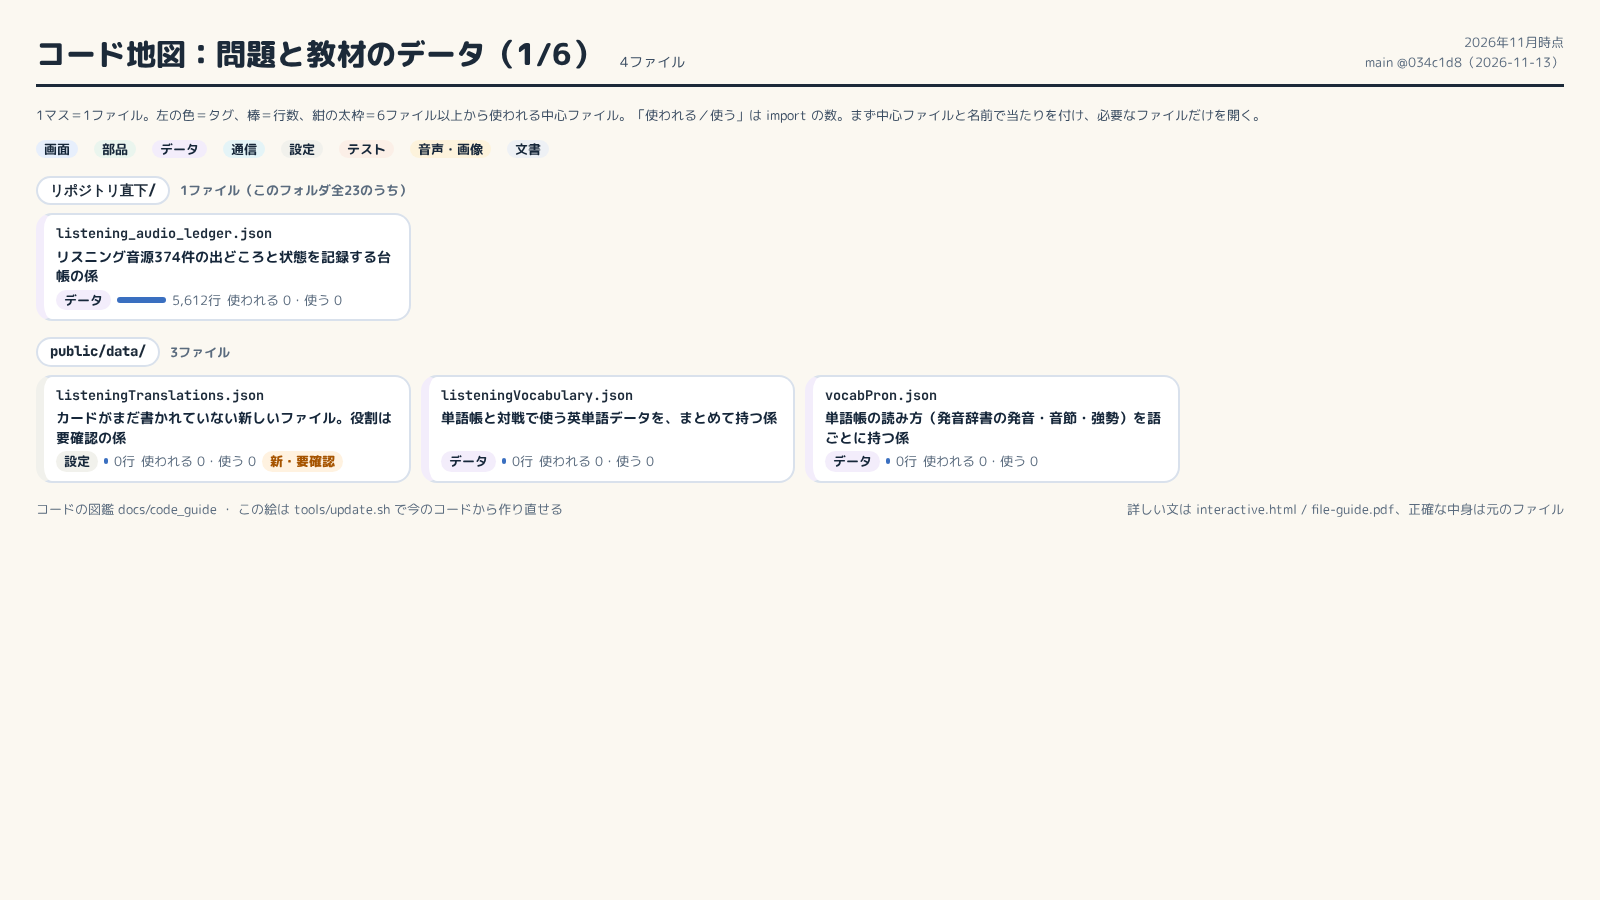 コード地図：問題と教材のデータ（1/6） 4ファイル
2026年11月時点
main @034c1d8（2026-11-13）
1マス＝1ファイル。左の色＝タグ、棒＝行数、紺の太枠＝6ファイル以上から使われる中心ファイル。「使われる／使う」は import の数。まず中心ファイルと名前で当たりを付け、必要なファイルだけを開く。
画面 部品 データ 通信 設定 テスト 音声・画像 文書
リポジトリ直下/ 1ファイル（このフォルダ全23のうち）
listening_audio_ledger.json
リスニング音源374件の出どころと状態を記録する台
帳の係
データ 5,612行 使われる 0 · 使う 0
public/data/ 3ファイル
listeningTranslations.json
カードがまだ書かれていない新しいファイル。役割は
要確認の係
設定 0行 使われる 0 · 使う 0 新・要確認
listeningVocabulary.json
単語帳と対戦で使う英単語データを、まとめて持つ係
データ 0行 使われる 0 · 使う 0
vocabPron.json
単語帳の読み方（発音辞書の発音・音節・強勢）を語
ごとに持つ係
データ 0行 使われる 0 · 使う 0
コードの図鑑 docs/code_guide · この絵は tools/update.sh で今のコードから作り直せる
詳しい文は interactive.html / file-guide.pdf、正確な中身は元のファイル